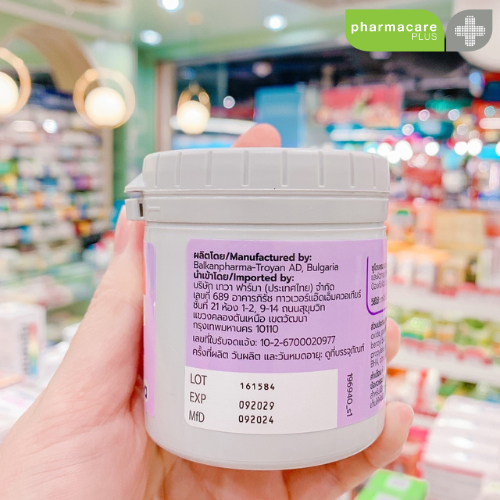 pharmacare
PLUS
ผลิตโดย/Manufactured by:
Balkanpharma-Troyan AD, Bulgaria
นำเข้าโดย/Imported by:
บริษัท เทวา ฟาร์มา (ประเทศไทย) จำกัด
เลขที่ 689 อาคารภิรัช ทาวเวอร์แอ็ดเอ็มควอเทียร์
ชั้นที่ 21 ห้อง 1-2, 9-14 ถนนสุขุมวิท
แขวงคลองตันเหนือ เขตวัฒนา
กรุงเทพมหานคร 10110
เลขที่ใบรับจดแจ้ง: 10-2-6700020977
ครั้งที่ผลิต วันผลิต และวันหมดอายุ: ดูที่บรรจุภัณฑ์
LOT 161584
EXP 092029
MfD 092024
196940_c1